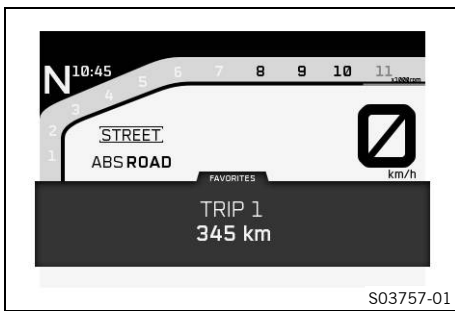 N 10:45
1 2 3 4 5 6 7 8 9 10 11
x1000rpm
STREET
ABS ROAD
0
km/h
FAVORITES
TRIP 1
345 km
S03757-01